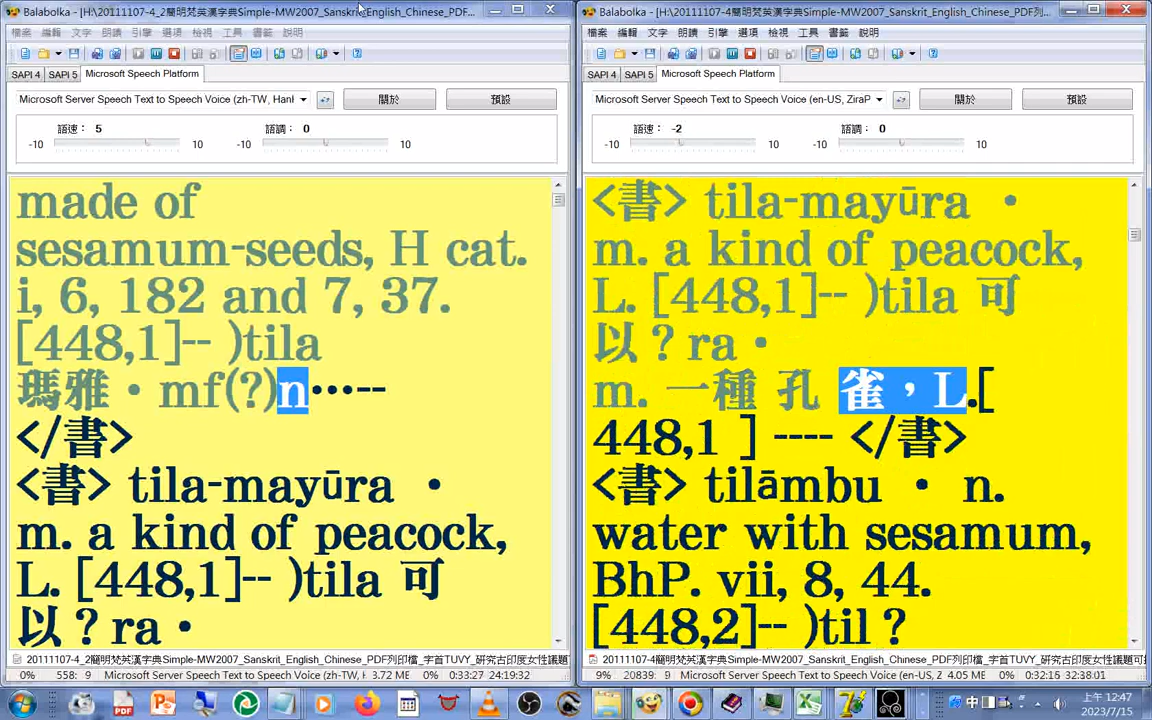 Balabolka - [H:\20111107-4_2簡明梵英漢字典Simple-MW2007_Sanskrit_English_Chinese_PDF...
檔案 編輯 文字 朗讀 引擎 選項 檢視 工具 書籤 說明
SAPI 4 SAPI 5 Microsoft Speech Platform
Microsoft Server Speech Text to Speech Voice (zh-TW, Hanl 關於 預設
語速： 5 語調： 0
-10 10 -10 10
made of
sesamum-seeds, H cat.
i, 6, 182 and 7, 37.
[448,1]-- )tila
瑪雅・mf(?)n⋯--
</書>
<書> tila-mayūra ・
m. a kind of peacock,
L. [448,1]-- )tila 可
以？ra・
20111107-4_2簡明梵英漢字典Simple-MW2007_Sanskrit_English_Chinese_PDF列印檔_字首TUVY_研究古印度女性議題
0% 558: 9 Microsoft Server Speech Text to Speech Voice (zh-TW, H 3.72 MB 0% 0:33:27 24:19:32
Balabolka - [H:\20111107-4簡明梵英漢字典Simple-MW2007_Sanskrit_English_Chinese_PDF列...
檔案 編輯 文字 朗讀 引擎 選項 檢視 工具 書籤 說明
SAPI 4 SAPI 5 Microsoft Speech Platform
Microsoft Server Speech Text to Speech Voice (en-US, ZiraP 關於 預設
語速： -2 語調： 0
-10 10 -10 10
<書> tila-mayūra ・
m. a kind of peacock,
L. [448,1]-- )tila 可
以？ra・
m. 一種 孔 雀，L.[
448,1 ] ---- </書>
<書> tilāmbu ・ n.
water with sesamum,
BhP. vii, 8, 44.
[448,2]-- )til ?
20111107-4簡明梵英漢字典Simple-MW2007_Sanskrit_English_Chinese_PDF列印檔_字首TUVY_研究古印度女性議題可
9% 20839: 9 Microsoft Server Speech Text to Speech Voice (en-US, Z 4.05 MB 0% 0:32:16 32:38:01
中
上午 12:47
2023/7/15